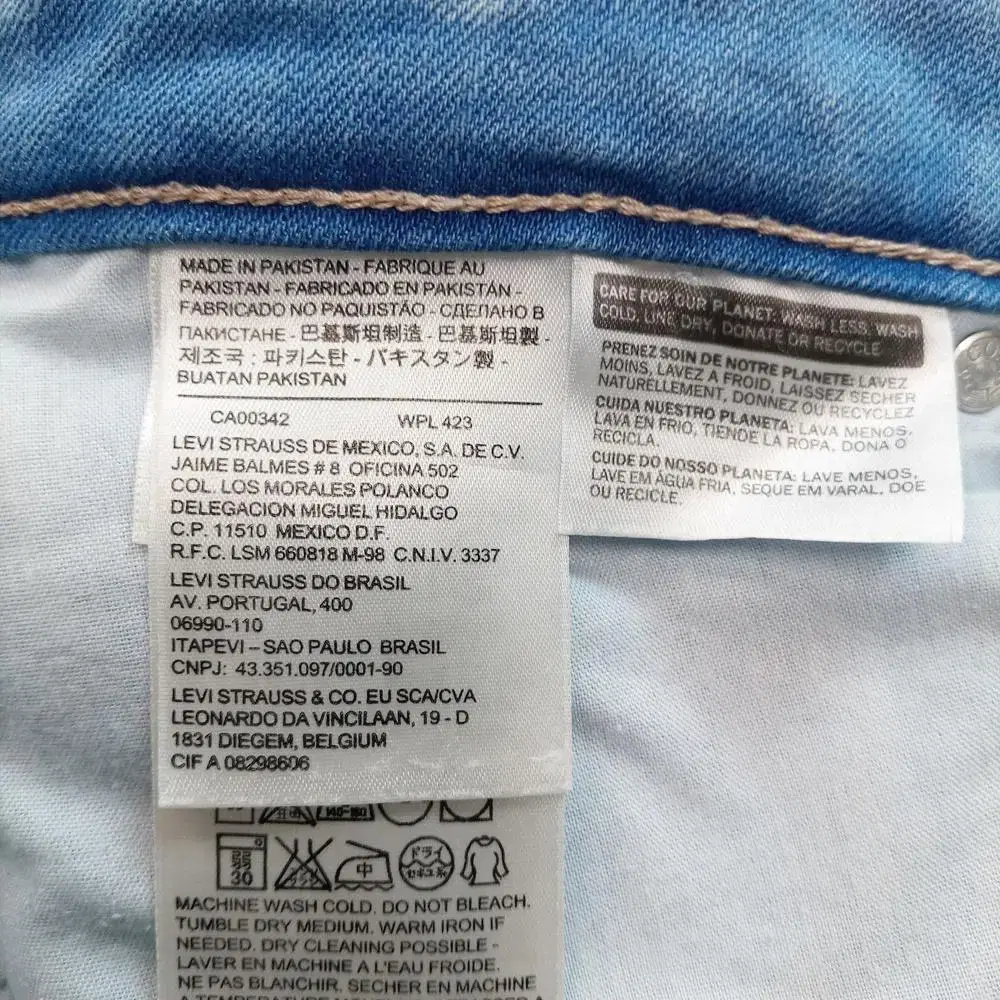 MADE IN PAKISTAN - FABRIQUE AU
PAKISTAN - FABRICADO EN PAKISTÁN -
FABRICADO NO PAQUISTÃO - СДЕЛАНО В
ПАКИСТАНЕ - 巴基斯坦制造 - 巴基斯坦製 -
제조국 : 파키스탄 - パキスタン製 -
BUATAN PAKISTAN
CA00342 WPL 423
LEVI STRAUSS DE MEXICO, S.A. DE C.V.
JAIME BALMES # 8 OFICINA 502
COL. LOS MORALES POLANCO
DELEGACION MIGUEL HIDALGO
C.P. 11510 MEXICO D.F.
R.F.C. LSM 660818 M-98 C.N.I.V. 3337
LEVI STRAUSS DO BRASIL
AV. PORTUGAL, 400
06990-110
ITAPEVI – SAO PAULO BRASIL
CNPJ: 43.351.097/0001-90
LEVI STRAUSS & CO. EU SCA/CVA
LEONARDO DA VINCILAAN, 19 - D
1831 DIEGEM, BELGIUM
CIF A 08298606
CARE FOR OUR PLANET: WASH LESS, WASH
COLD, LINE DRY, DONATE OR RECYCLE
PRENEZ SOIN DE NOTRE PLANETE: LAVEZ
MOINS, LAVEZ A FROID, LAISSEZ SECHER
NATURELLEMENT, DONNEZ OU RECYCLEZ
CUIDA NUESTRO PLANETA: LAVA MENOS,
LAVA EN FRIO, TIENDE LA ROPA, DONA O
RECICLA.
CUIDE DO NOSSO PLANETA: LAVE MENOS,
LAVE EM ÁGUA FRIA, SEQUE EM VARAL, DOE
OU RECICLE.
140-160
30 中 ドライ
セキユ系
MACHINE WASH COLD. DO NOT BLEACH.
TUMBLE DRY MEDIUM. WARM IRON IF
NEEDED. DRY CLEANING POSSIBLE -
LAVER EN MACHINE A L'EAU FROIDE.
NE PAS BLANCHIR. SECHER EN MACHINE